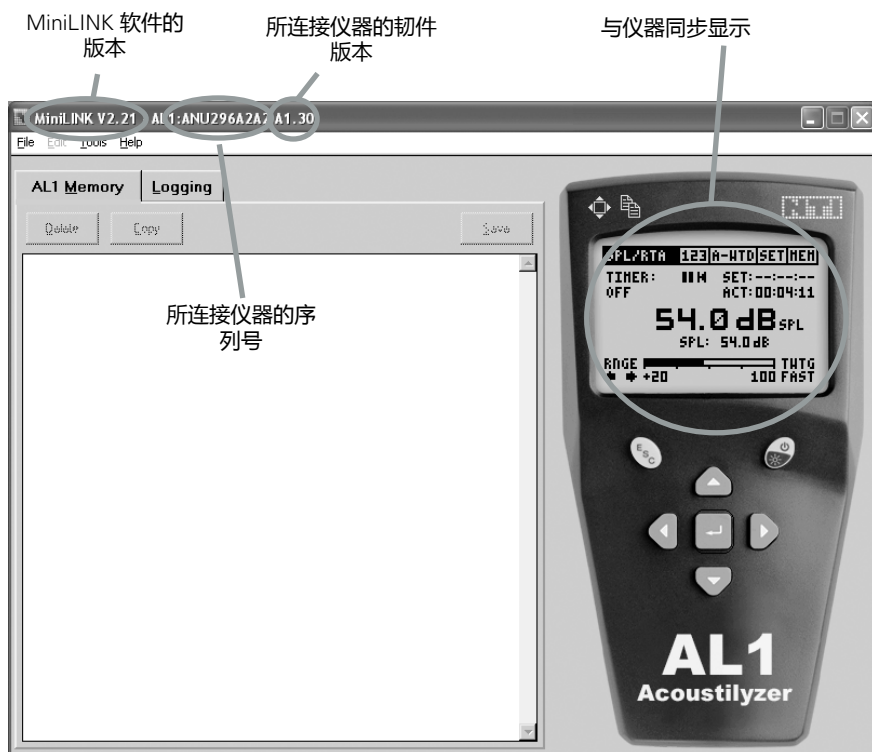 MiniLINK 软件的
版本
所连接仪器的韧件
版本
与仪器同步显示
MiniLINK V2.21 AL1:ANU296A2A2 A1.30
File Edit Tools Help
AL1 Memory Logging
Delete Copy Save
所连接仪器的序
列号
SPL/RTA 123 A-WTD SET MEM
TIMER: SET:--:--:--
OFF ACT:00:04:11
54.0 dB SPL
SPL: 54.0 dB
RNGE TWTG
+20 100 FAST
ESC
AL1
Acoustilyzer